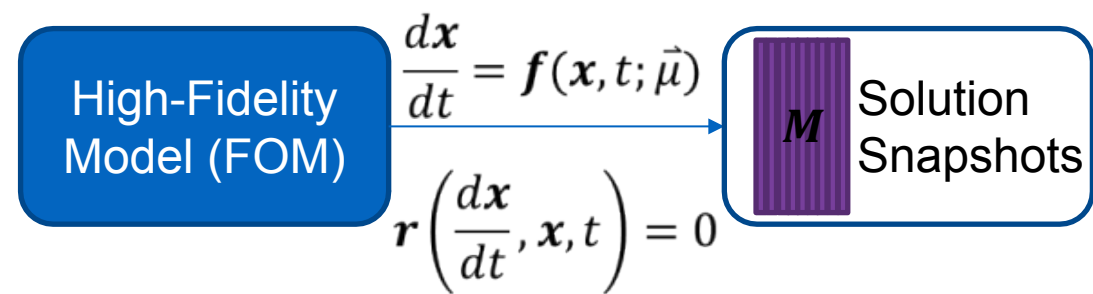 High-Fidelity
Model (FOM)
d𝒙/dt = 𝒇(𝒙, t; μ⃗)
𝒓(d𝒙/dt, 𝒙, t) = 0
𝑴
Solution
Snapshots